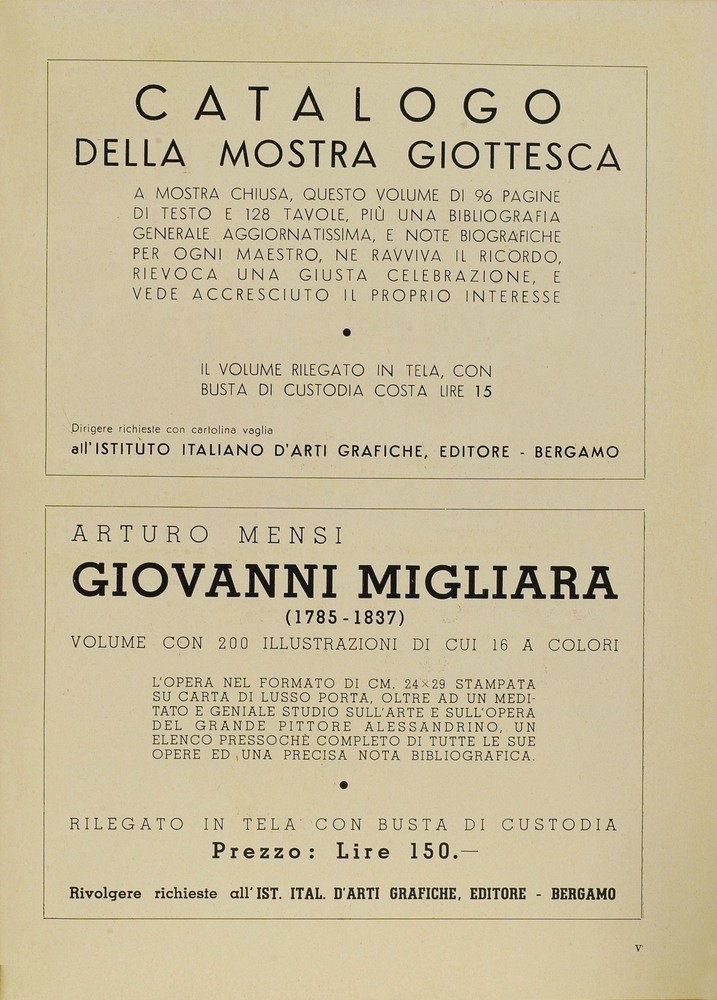 CATALOGO
DELLA MOSTRA GIOTTESCA
A MOSTRA CHIUSA, QUESTO VOLUME DI 96 PAGINE
DI TESTO E 128 TAVOLE, PIÙ UNA BIBLIOGRAFIA
GENERALE AGGIORNATISSIMA, E NOTE BIOGRAFICHE
PER OGNI MAESTRO, NE RAVVIVA IL RICORDO,
RIEVOCA UNA GIUSTA CELEBRAZIONE, E
VEDE ACCRESCIUTO IL PROPRIO INTERESSE
•
IL VOLUME RILEGATO IN TELA, CON
BUSTA DI CUSTODIA COSTA LIRE 15
Dirigere richieste con cartolina vaglia
all'ISTITUTO ITALIANO D'ARTI GRAFICHE, EDITORE - BERGAMO
ARTURO MENSI
GIOVANNI MIGLIARA
(1785-1837)
VOLUME CON 200 ILLUSTRAZIONI DI CUI 16 A COLORI
L'OPERA NEL FORMATO DI CM. 24×29 STAMPATA
SU CARTA DI LUSSO PORTA, OLTRE AD UN MEDI-
TATO E GENIALE STUDIO SULL'ARTE E SULL'OPERA
DEL GRANDE PITTORE ALESSANDRINO, UN
ELENCO PRESSOCHÈ COMPLETO DI TUTTE LE SUE
OPERE ED UNA PRECISA NOTA BIBLIOGRAFICA.
•
RILEGATO IN TELA CON BUSTA DI CUSTODIA
Prezzo: Lire 150.—
Rivolgere richieste all'IST. ITAL. D'ARTI GRAFICHE, EDITORE - BERGAMO
V